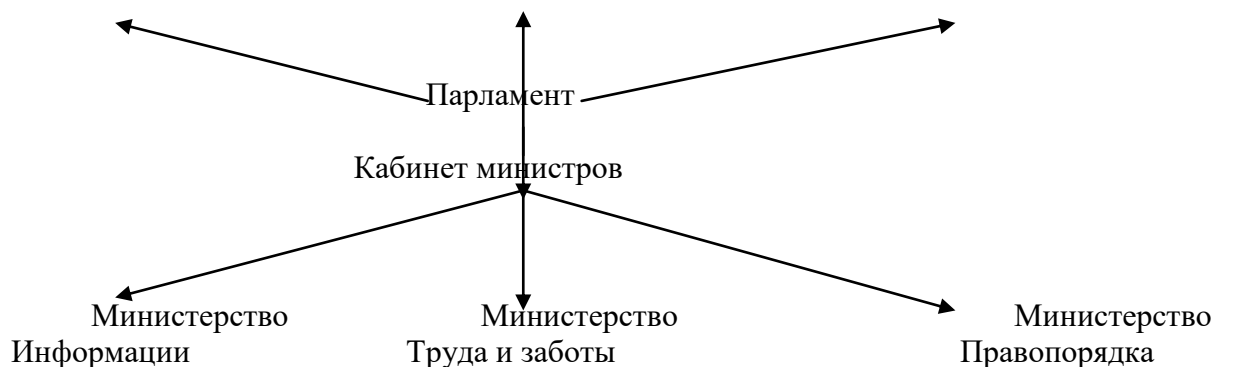 Парламент
Кабинет министров
Министерство Министерство Министерство
Информации Труда и заботы Правопорядка